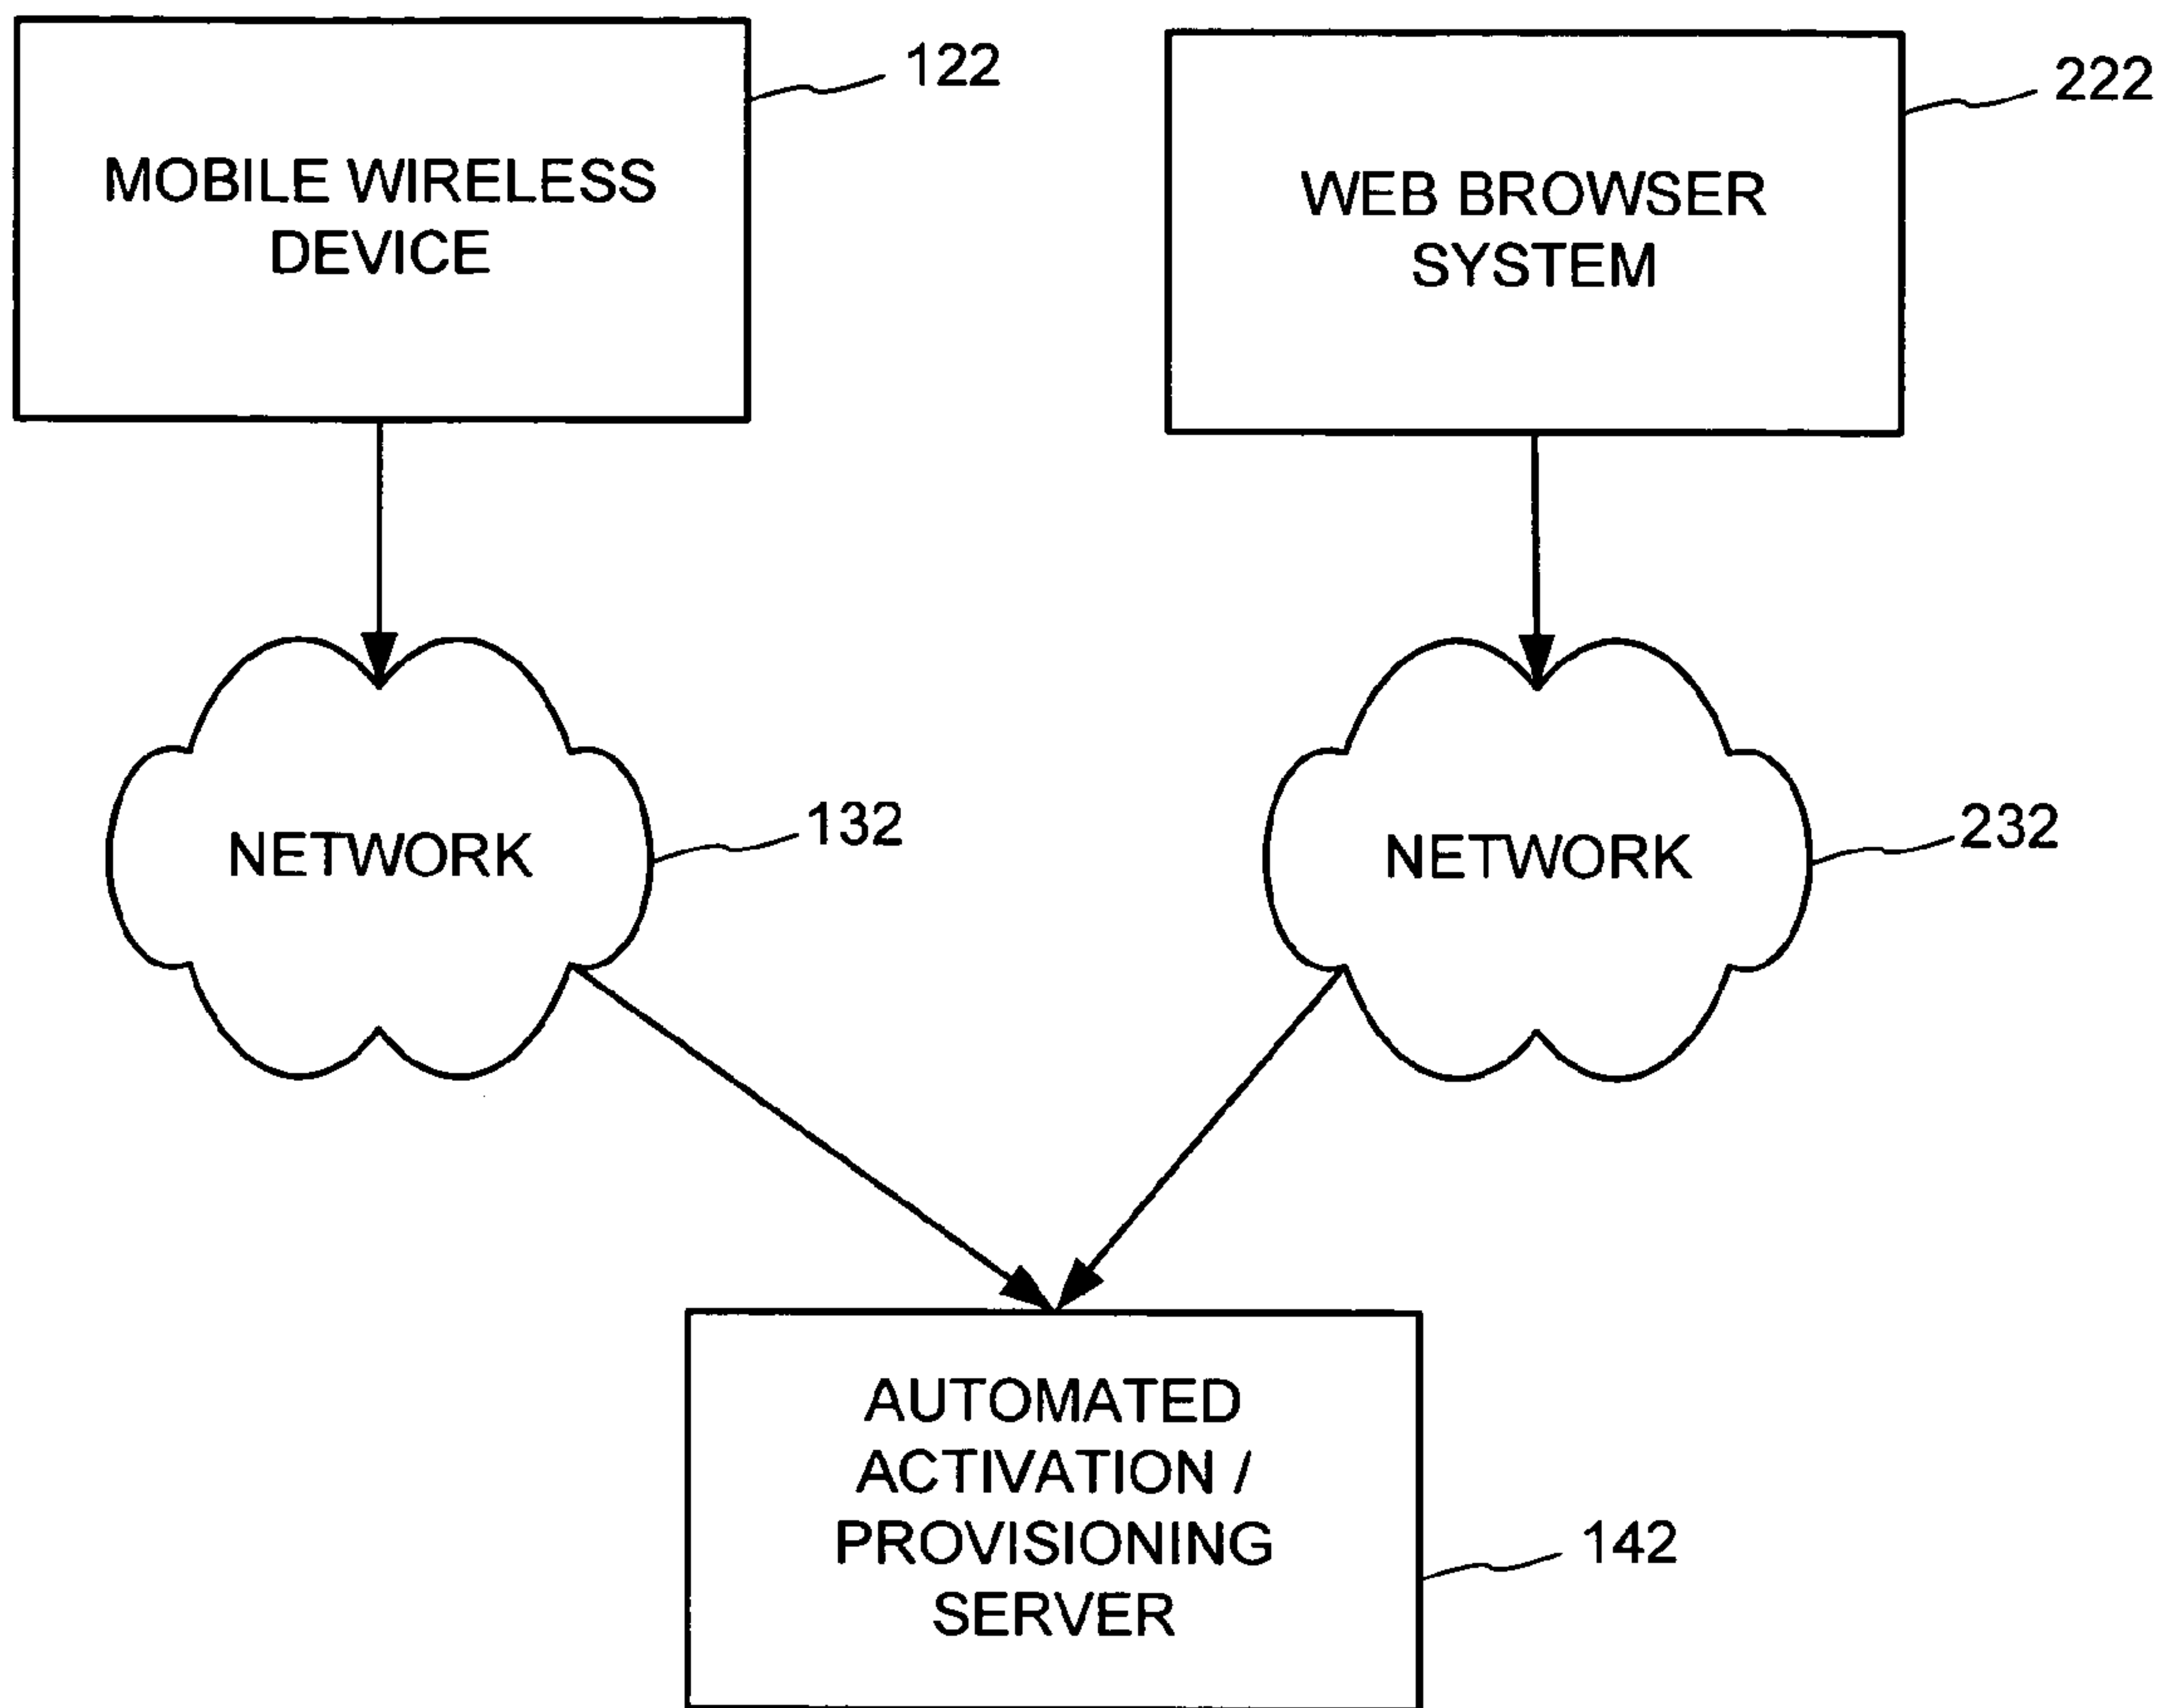 122
MOBILE WIRELESS
DEVICE
222
WEB BROWSER
SYSTEM
132
NETWORK
232
NETWORK
AUTOMATED
ACTIVATION /
PROVISIONING
SERVER
142